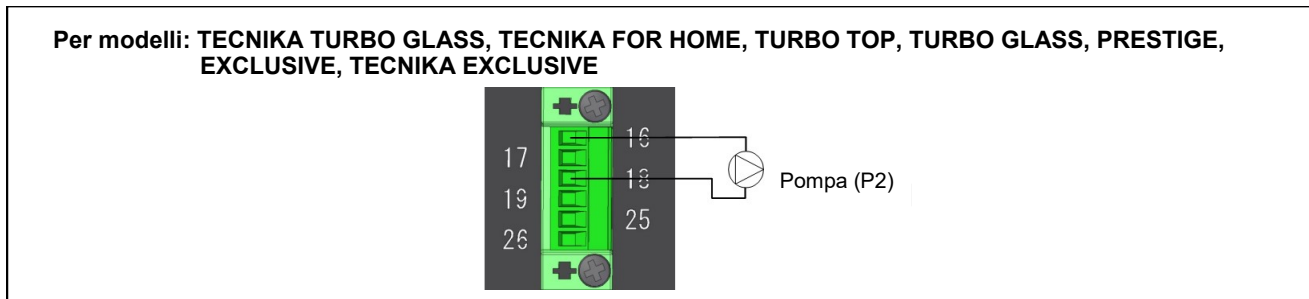 Per modelli: TECNIKA TURBO GLASS, TECNIKA FOR HOME, TURBO TOP, TURBO GLASS, PRESTIGE,
EXCLUSIVE, TECNIKA EXCLUSIVE
16
17
18
Pompa (P2)
19
25
26